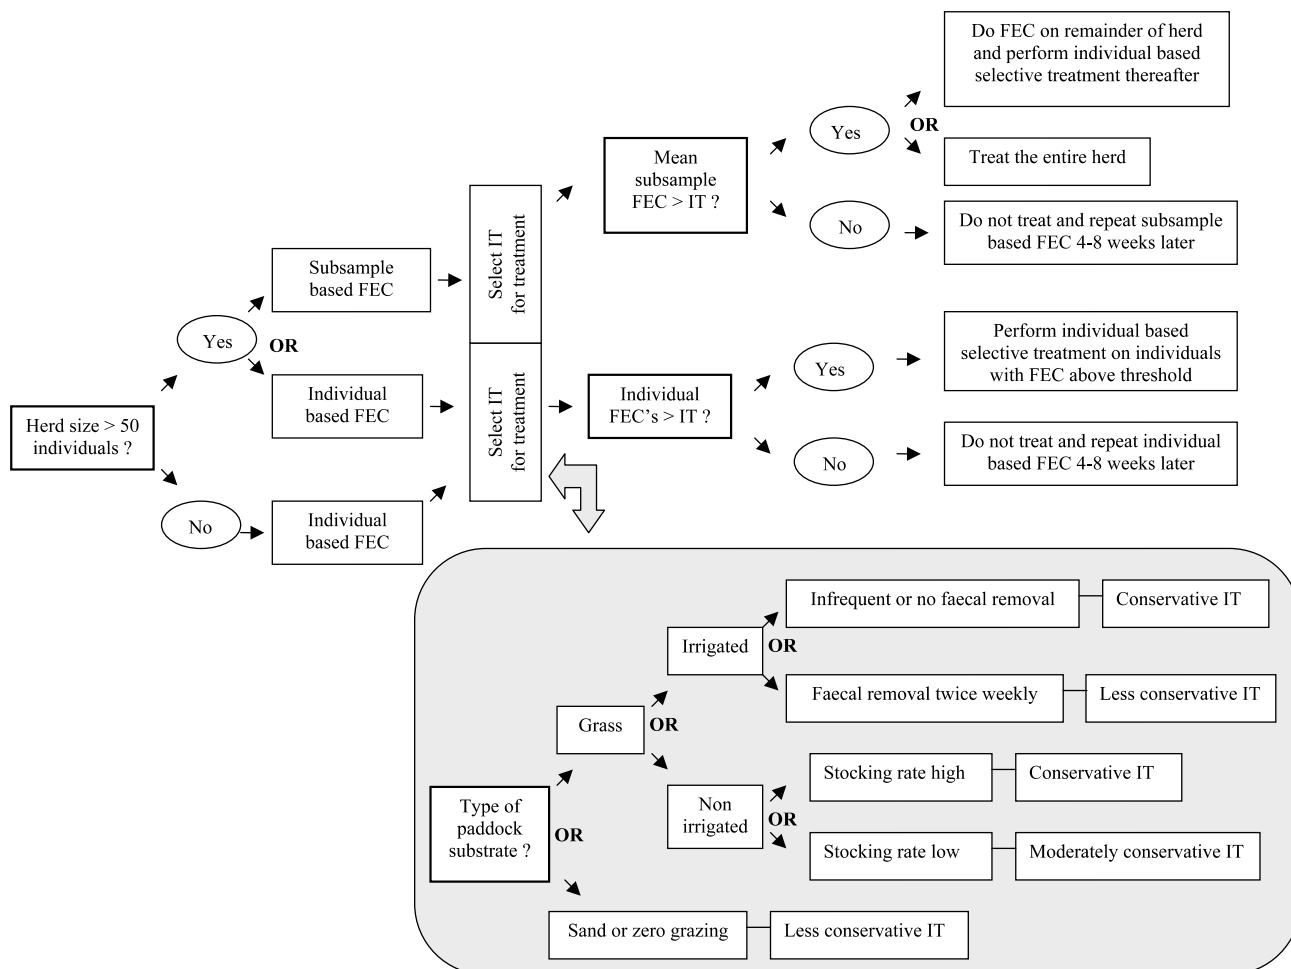 Do FEC on remainder of herd
and perform individual based
selective treatment thereafter
Yes
OR
Mean
subsample
FEC > IT ?
Treat the entire herd
No
Do not treat and repeat subsample
based FEC 4-8 weeks later
Select IT
for treatment
Subsample
based FEC
Yes
OR
Individual
based FEC
Select IT
for treatment
Individual
FEC's > IT ?
Yes
Perform individual based
selective treatment on individuals
with FEC above threshold
Herd size > 50
individuals ?
No
Do not treat and repeat individual
based FEC 4-8 weeks later
No
Individual
based FEC
Infrequent or no faecal removal
Conservative IT
Irrigated
OR
Faecal removal twice weekly
Less conservative IT
Grass
OR
Stocking rate high
Conservative IT
Non
irrigated
OR
Type of
paddock
substrate ?
OR
Stocking rate low
Moderately conservative IT
Sand or zero grazing
Less conservative IT